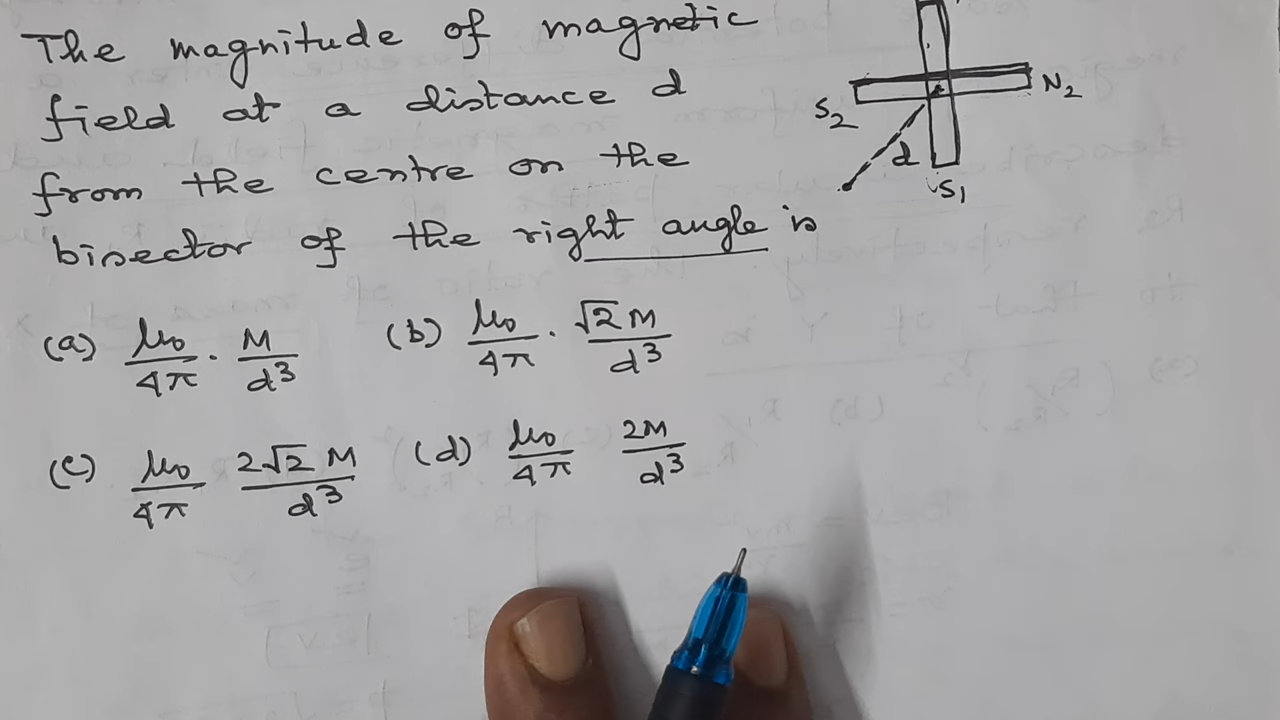 The magnitude of magnetic
field at a distance d
from the centre on the
bisector of the right angle is
(a) μ₀/4π · M/d³ (b) μ₀/4π · √2M/d³
(c) μ₀/4π 2√2 M/d³ (d) μ₀/4π 2M/d³
S₂ N₂
d
S₁